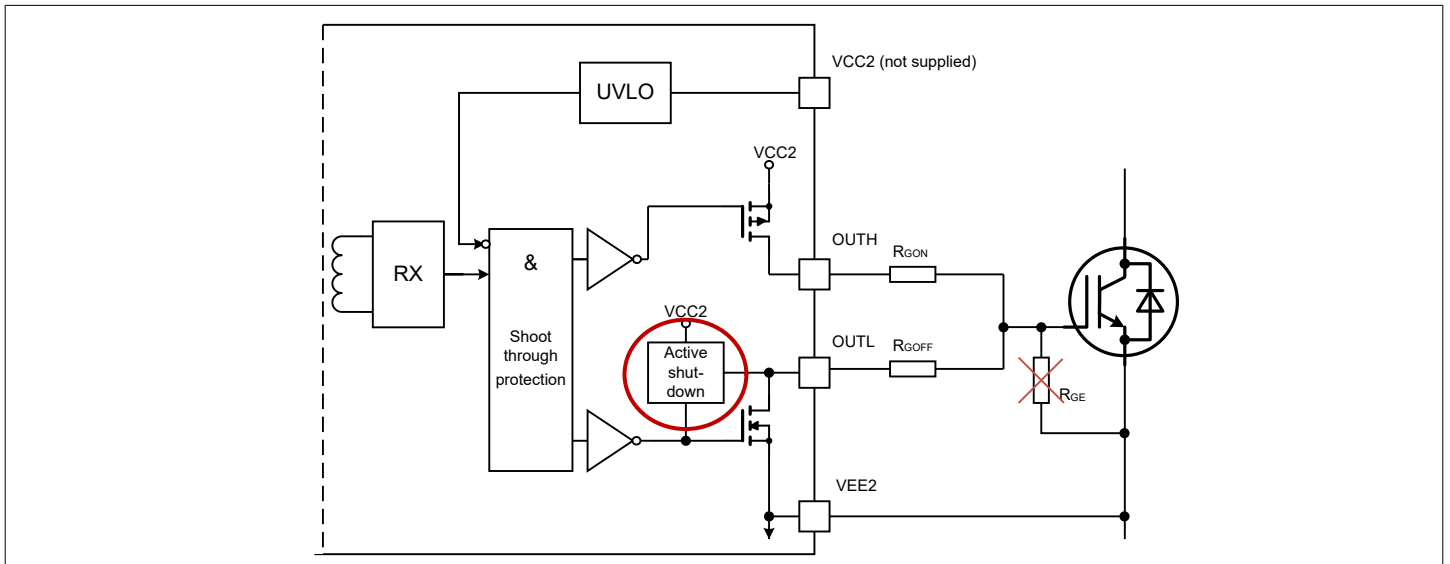 VCC2 (not supplied)
UVLO
VCC2
OUTH
RGON
RX
&
Shoot
through
protection
VCC2
Active
shut-
down
OUTL
RGOFF
RGE
VEE2